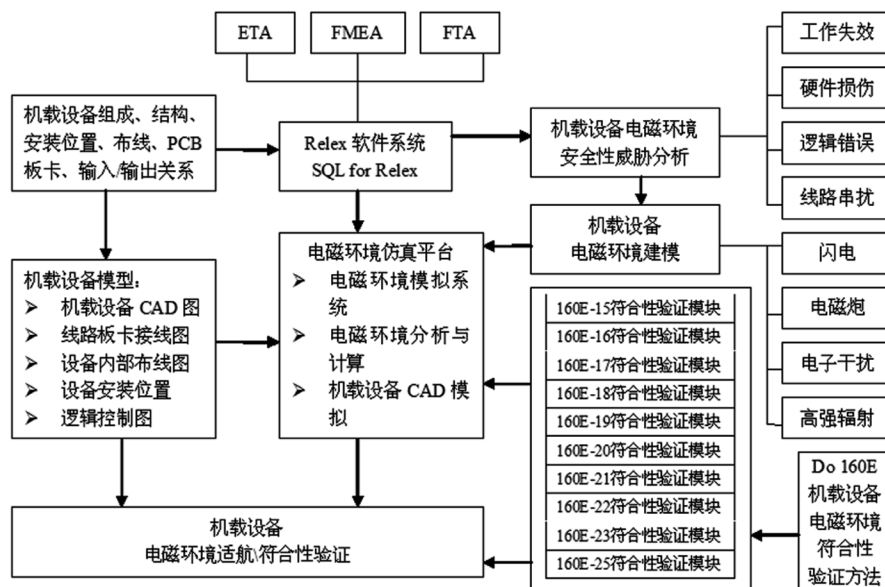 ETA
FMEA
FTA
机载设备组成、结构、
安装位置、布线、PCB
板卡、输入/输出关系
Relex 软件系统
SQL for Relex
机载设备电磁环境
安全性威胁分析
工作失效
硬件损伤
逻辑错误
线路串扰
机载设备
电磁环境建模
闪电
电磁炮
电子干扰
高强辐射
机载设备模型：
➢ 机载设备 CAD 图
➢ 线路板卡接线图
➢ 设备内部布线图
➢ 设备安装位置
➢ 逻辑控制图
电磁环境仿真平台
➢ 电磁环境模拟系
统
➢ 电磁环境分析与
计算
➢ 机载设备 CAD 模
拟
160E-15符合性验证模块
160E-16符合性验证模块
160E-17符合性验证模块
160E-18符合性验证模块
160E-19符合性验证模块
160E-20符合性验证模块
160E-21符合性验证模块
160E-22符合性验证模块
160E-23符合性验证模块
160E-25符合性验证模块
Do 160E
机载设备
电磁环境
符合性
验证方法
机载设备
电磁环境适航\符合性验证